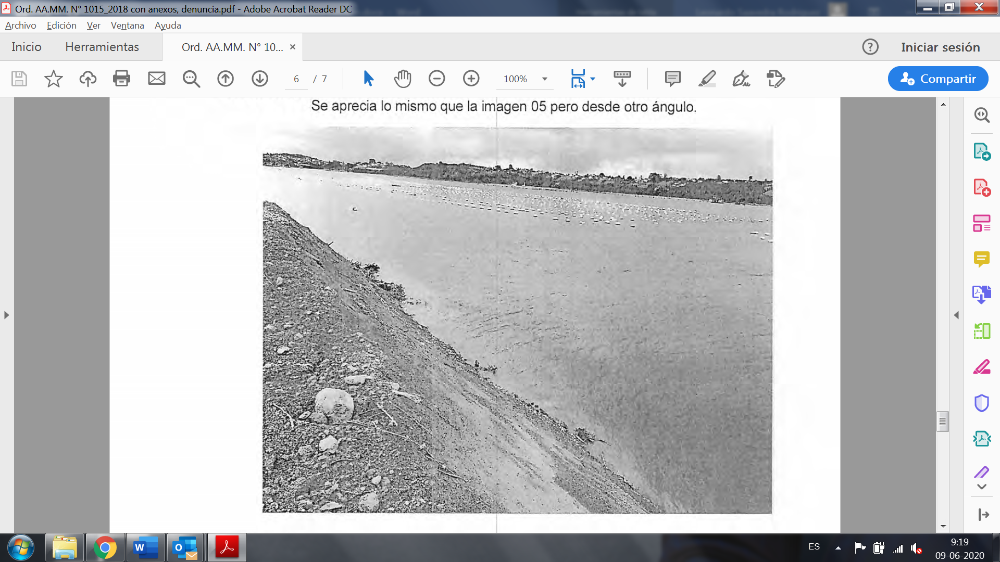 Ord. AA.MM. N° 1015_2018 con anexos, denuncia.pdf - Adobe Acrobat Reader DC
Archivo Edición Ver Ventana Ayuda
Inicio Herramientas Ord. AA.MM. N° 10... × ? Iniciar sesión
6 / 7 100% Compartir
Se aprecia lo mismo que la imagen 05 pero desde otro ángulo.
ES 9:19
09-06-2020